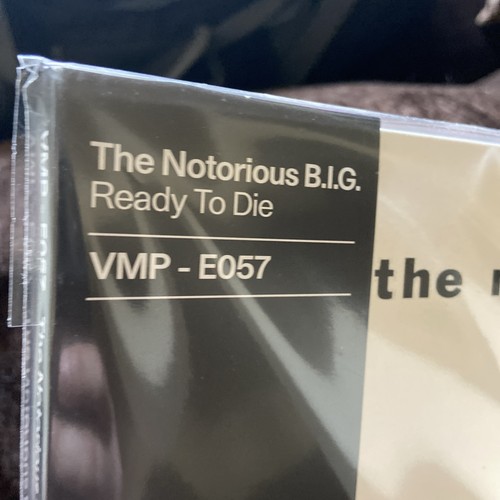 The Notorious B.I.G.
Ready To Die
VMP - E057
the